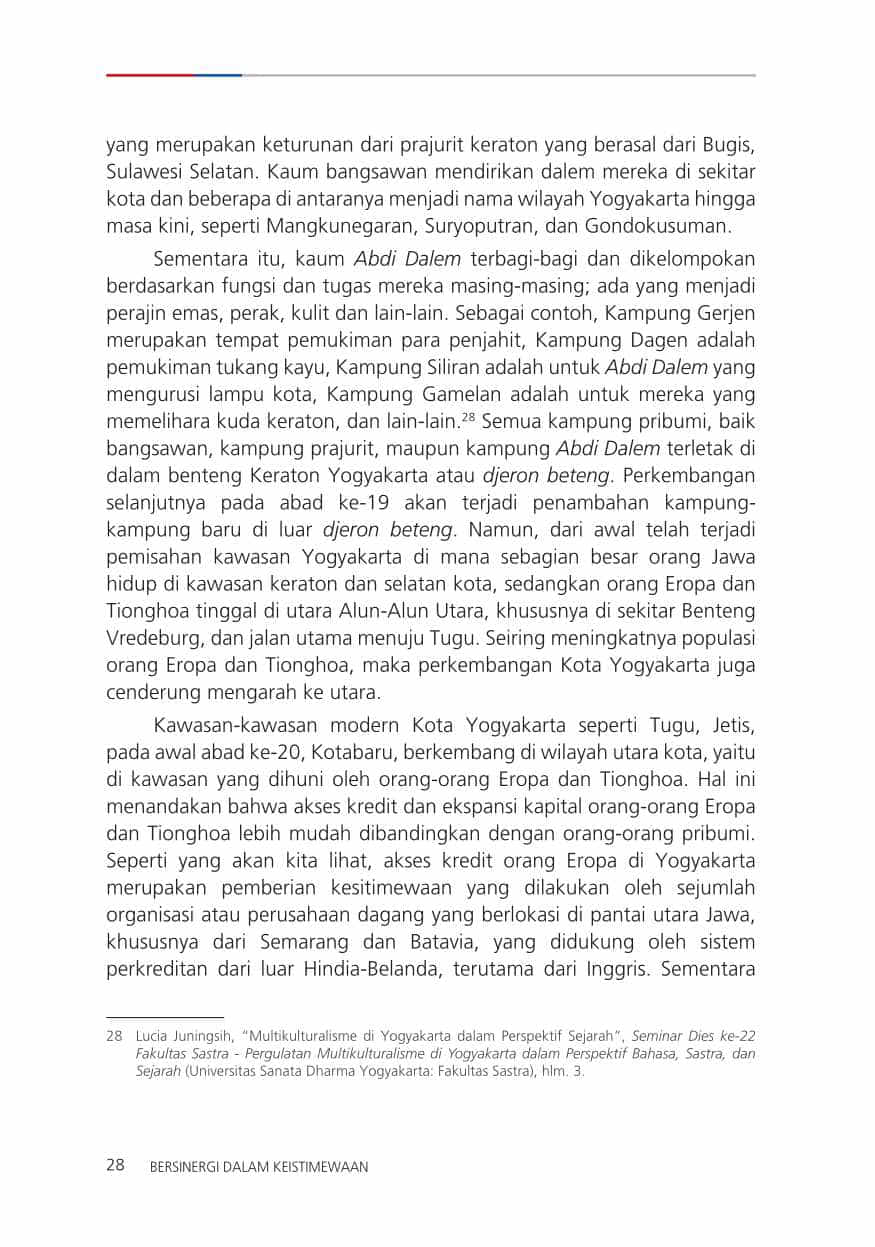 yang merupakan keturunan dari prajurit keraton yang berasal dari Bugis,
Sulawesi Selatan. Kaum bangsawan mendirikan dalem mereka di sekitar
kota dan beberapa di antaranya menjadi nama wilayah Yogyakarta hingga
masa kini, seperti Mangkunegaran, Suryoputran, dan Gondokusuman.
Sementara itu, kaum Abdi Dalem terbagi-bagi dan dikelompokan
berdasarkan fungsi dan tugas mereka masing-masing; ada yang menjadi
perajin emas, perak, kulit dan lain-lain. Sebagai contoh, Kampung Gerjen
merupakan tempat pemukiman para penjahit, Kampung Dagen adalah
pemukiman tukang kayu, Kampung Siliran adalah untuk Abdi Dalem yang
mengurusi lampu kota, Kampung Gamelan adalah untuk mereka yang
memelihara kuda keraton, dan lain-lain.28 Semua kampung pribumi, baik
bangsawan, kampung prajurit, maupun kampung Abdi Dalem terletak di
dalam benteng Keraton Yogyakarta atau djeron beteng. Perkembangan
selanjutnya pada abad ke-19 akan terjadi penambahan kampung-
kampung baru di luar djeron beteng. Namun, dari awal telah terjadi
pemisahan kawasan Yogyakarta di mana sebagian besar orang Jawa
hidup di kawasan keraton dan selatan kota, sedangkan orang Eropa dan
Tionghoa tinggal di utara Alun-Alun Utara, khususnya di sekitar Benteng
Vredeburg, dan jalan utama menuju Tugu. Seiring meningkatnya populasi
orang Eropa dan Tionghoa, maka perkembangan Kota Yogyakarta juga
cenderung mengarah ke utara.
Kawasan-kawasan modern Kota Yogyakarta seperti Tugu, Jetis,
pada awal abad ke-20, Kotabaru, berkembang di wilayah utara kota, yaitu
di kawasan yang dihuni oleh orang-orang Eropa dan Tionghoa. Hal ini
menandakan bahwa akses kredit dan ekspansi kapital orang-orang Eropa
dan Tionghoa lebih mudah dibandingkan dengan orang-orang pribumi.
Seperti yang akan kita lihat, akses kredit orang Eropa di Yogyakarta
merupakan pemberian kesitimewaan yang dilakukan oleh sejumlah
organisasi atau perusahaan dagang yang berlokasi di pantai utara Jawa,
khususnya dari Semarang dan Batavia, yang didukung oleh sistem
perkreditan dari luar Hindia-Belanda, terutama dari Inggris. Sementara
28 Lucia Juningsih, “Multikulturalisme di Yogyakarta dalam Perspektif Sejarah”, Seminar Dies ke-22
Fakultas Sastra - Pergulatan Multikulturalisme di Yogyakarta dalam Perspektif Bahasa, Sastra, dan
Sejarah (Universitas Sanata Dharma Yogyakarta: Fakultas Sastra), hlm. 3.
28 BERSINERGI DALAM KEISTIMEWAAN